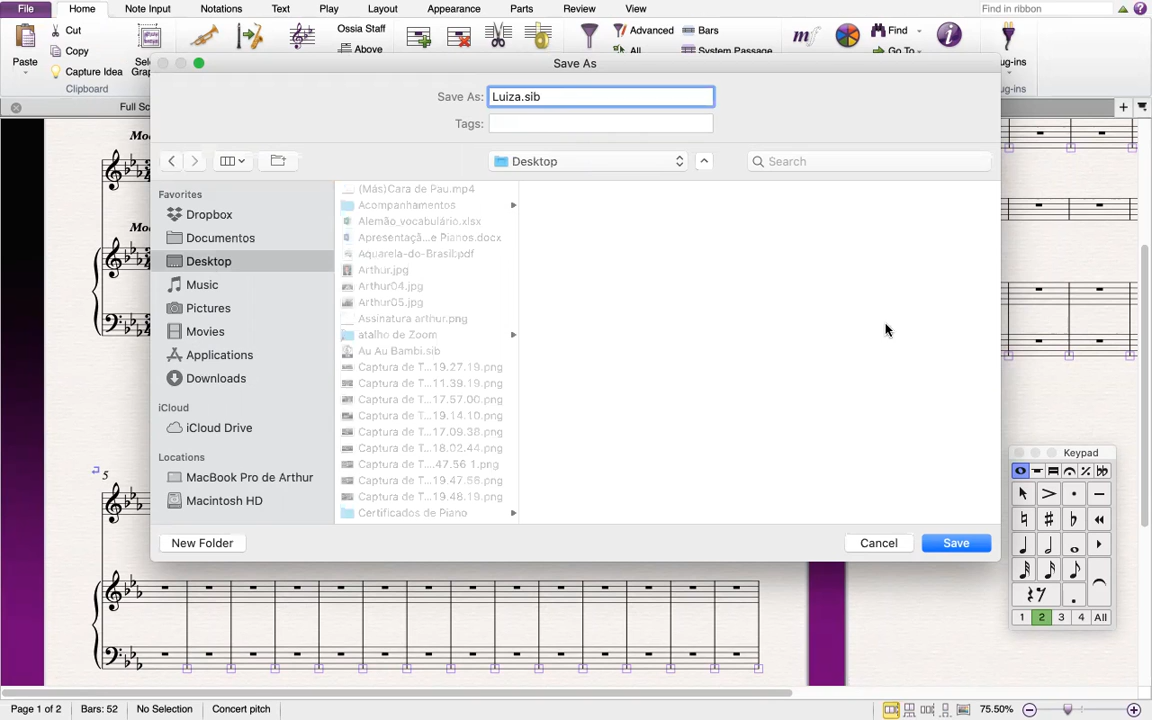 File Home Note Input Notations Text Play Layout Appearance Parts Review View Find in ribbon
Paste
Cut
Copy
Capture Idea
Clipboard
Ossia Staff
Above
Advanced
All
Bars
System Passage
Find
Go To
Full Sc
Save As
Save As: Luiza.sib
Tags:
Desktop
Search
Favorites
Dropbox
Documentos
Desktop
Music
Pictures
Movies
Applications
Downloads
iCloud
iCloud Drive
Locations
MacBook Pro de Arthur
Macintosh HD
(Más)Cara de Pau.mp4
Acompanhamentos
Alemão_vocabulário.xlsx
Apresentaçã...e Pianos.docx
Aquarela-do-Brasil.pdf
Arthur.jpg
Arthur04.jpg
Arthur05.jpg
Assinatura arthur.png
atalho de Zoom
Au Au Bambi.sib
Captura de T...19.27.19.png
Captura de T...11.39.19.png
Captura de T...17.57.00.png
Captura de T...19.14.10.png
Captura de T...17.09.38.png
Captura de T...18.02.44.png
Captura de T....47.56 1.png
Captura de T...19.47.56.png
Captura de T...19.48.19.png
Certificados de Piano
New Folder
Cancel
Save
5
Keypad
1 2 3 4 All
Page 1 of 2 Bars: 52 No Selection Concert pitch 75.50%